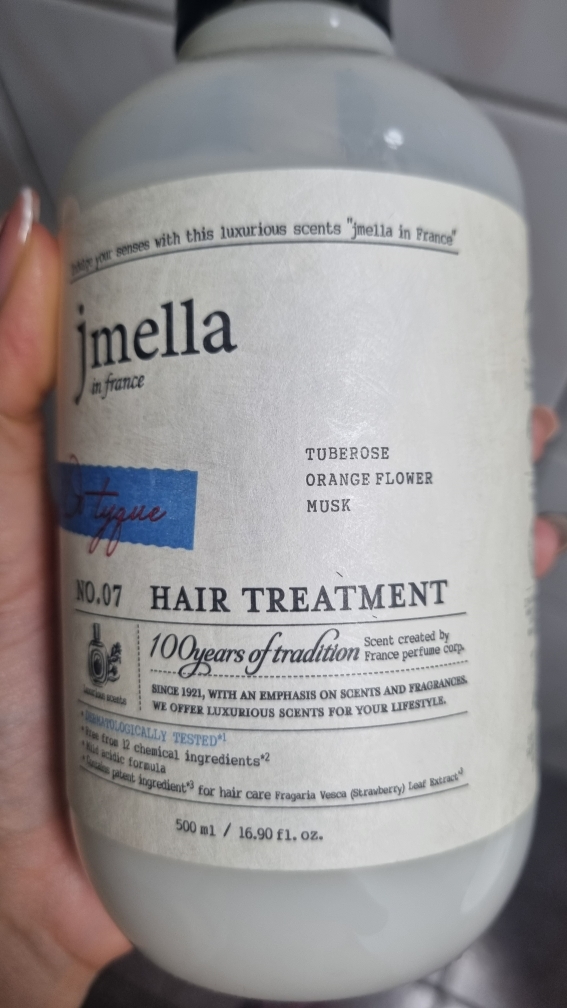 your senses with this luxurious scents "jmella in France"
jmella
in france
TUBEROSE
ORANGE FLOWER
MUSK
NO.07 HAIR TREATMENT
100years of tradition
Scent created by
France perfume corp.
SINCE 1921, WITH AN EMPHASIS ON SCENTS AND FRAGRANCES.
WE OFFER LUXURIOUS SCENTS FOR YOUR LIFESTYLE.
* DERMATOLOGICALLY TESTED*1
* Free from 12 chemical ingredients*2
* Mild acidic formula
* Contains patent ingredient*3 for hair care Fragaria Vesca (Strawberry) Leaf Extract*3
500 ml / 16.90 fl. oz.